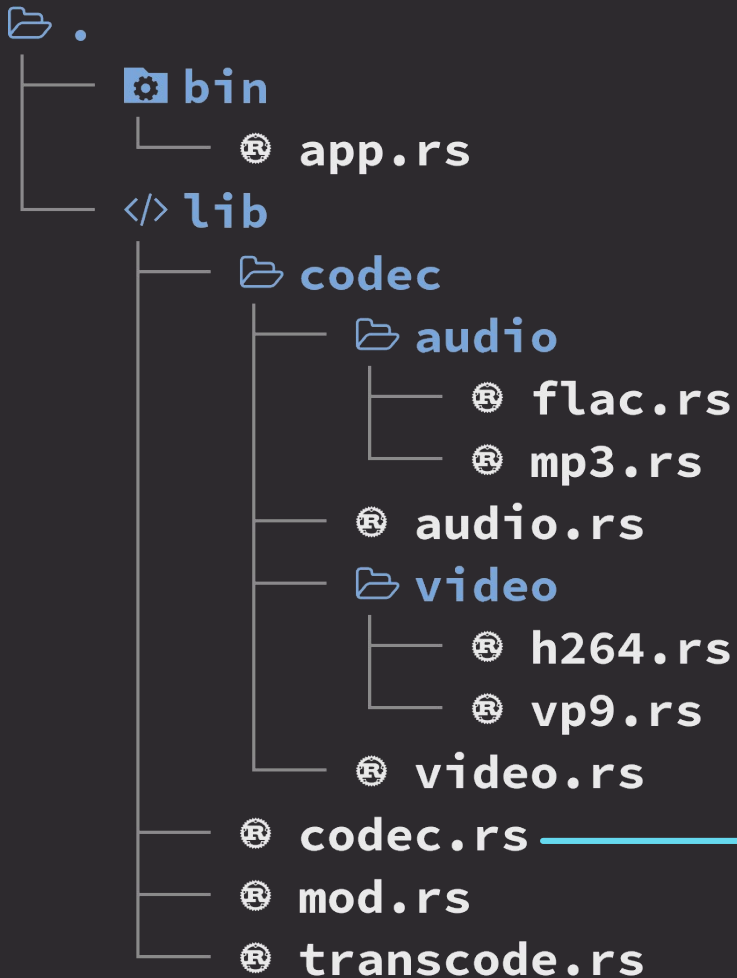 .
bin
app.rs
lib
codec
audio
flac.rs
mp3.rs
audio.rs
video
h264.rs
vp9.rs
video.rs
codec.rs
mod.rs
transcode.rs